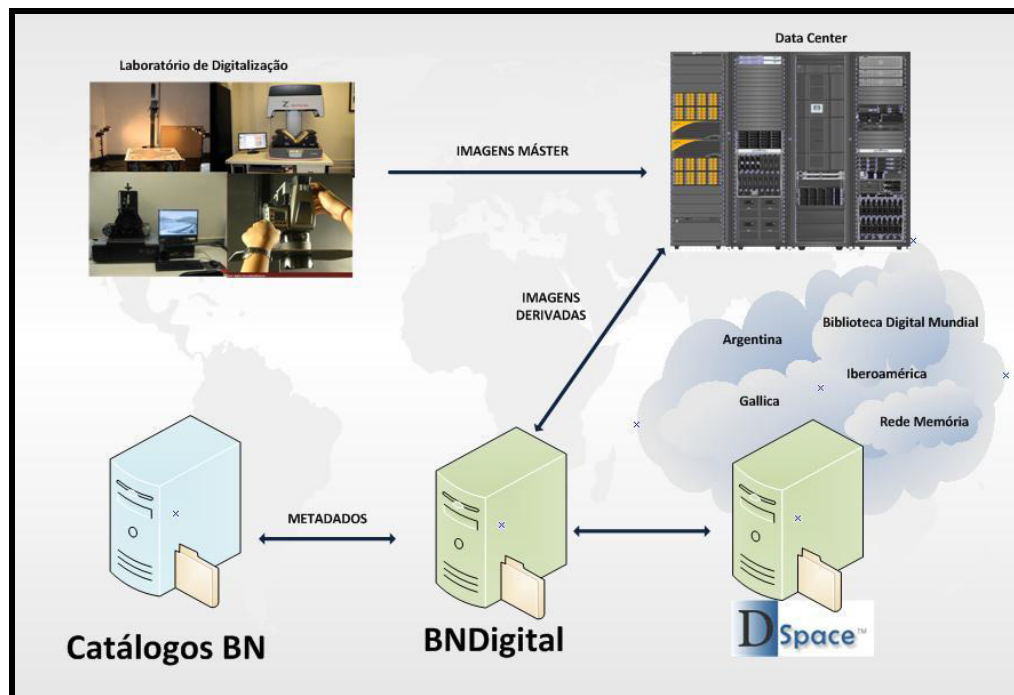 Data Center
Laboratório de Digitalização
IMAGENS MÁSTER
IMAGENS
DERIVADAS
Biblioteca Digital Mundial
Argentina
Iberoamérica
Gallica
Rede Memória
METADADOS
Catálogos BN
BNDigital
DSpace™